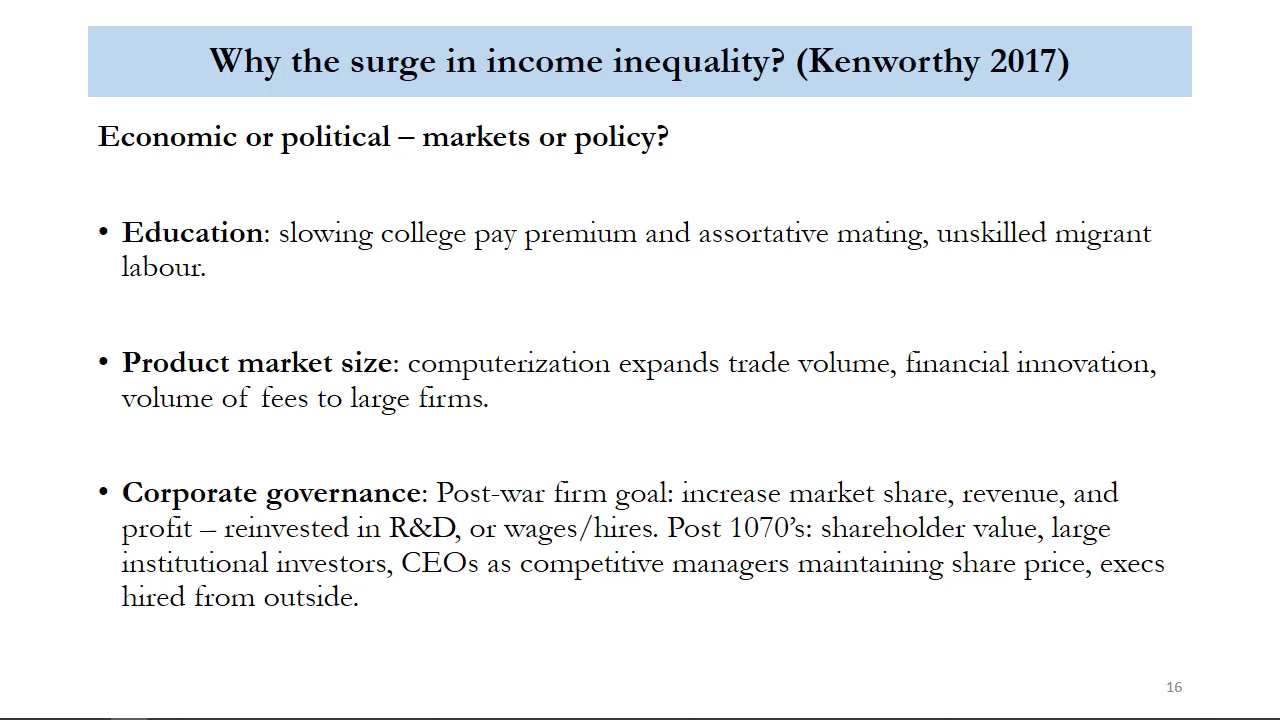 Why the surge in income inequality? (Kenworthy 2017)
Economic or political – markets or policy?
• Education: slowing college pay premium and assortative mating, unskilled migrant
labour.
• Product market size: computerization expands trade volume, financial innovation,
volume of fees to large firms.
• Corporate governance: Post-war firm goal: increase market share, revenue, and
profit – reinvested in R&D, or wages/hires. Post 1070’s: shareholder value, large
institutional investors, CEOs as competitive managers maintaining share price, execs
hired from outside.
16